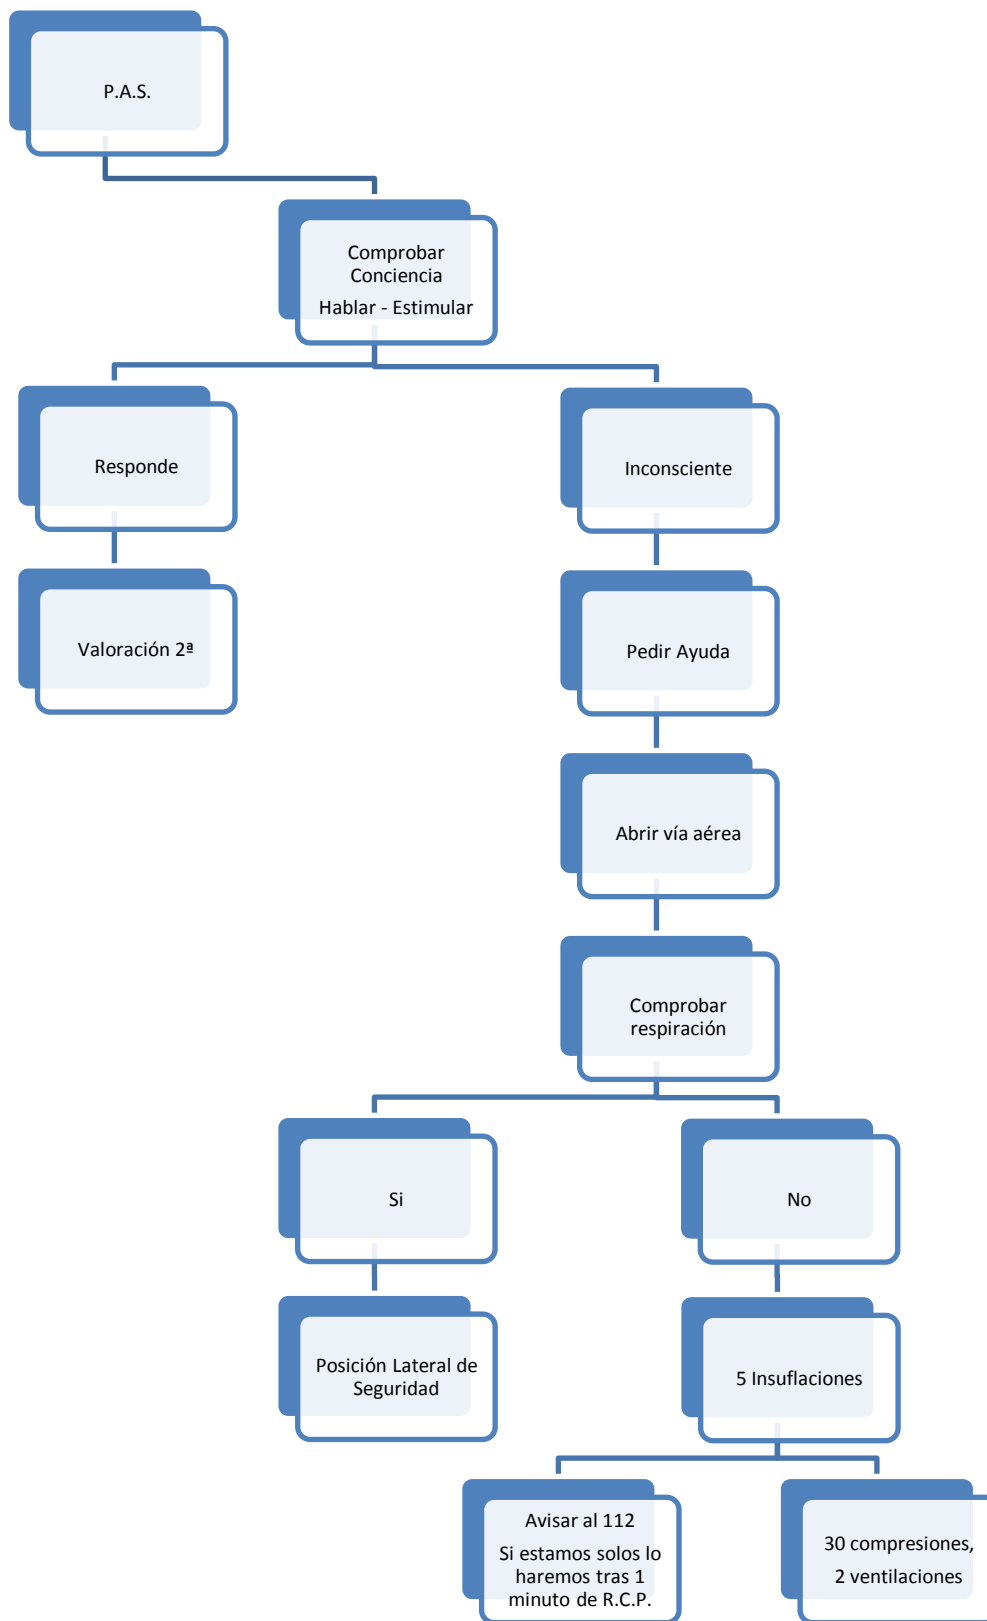 P.A.S.
Comprobar
Conciencia
Hablar - Estimular
Responde
Inconsciente
Valoración 2ª
Pedir Ayuda
Abrir vía aérea
Comprobar
respiración
Si
No
Posición Lateral de
Seguridad
5 Insuflaciones
Avisar al 112
Si estamos solos lo
haremos tras 1
minuto de R.C.P.
30 compresiones,
2 ventilaciones